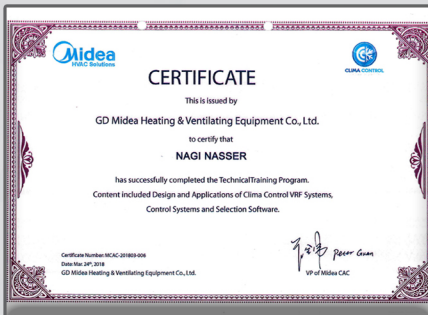 Midea
HVAC Solutions
CLIMA CONTROL
CERTIFICATE
This is issued by
GD Midea Heating & Ventilating Equipment Co., Ltd.
to certify that
NAGI NASSER
has successfully completed the TechnicalTraining Program.
Content included Design and Applications of Clima Control VRF Systems,
Control Systems and Selection Software.
Certificate Number: MCAC-201803-006
Date: Mar. 24th, 2018
GD Midea Heating & Ventilating Equipment Co., Ltd.
Peter Guan
VP of Midea CAC